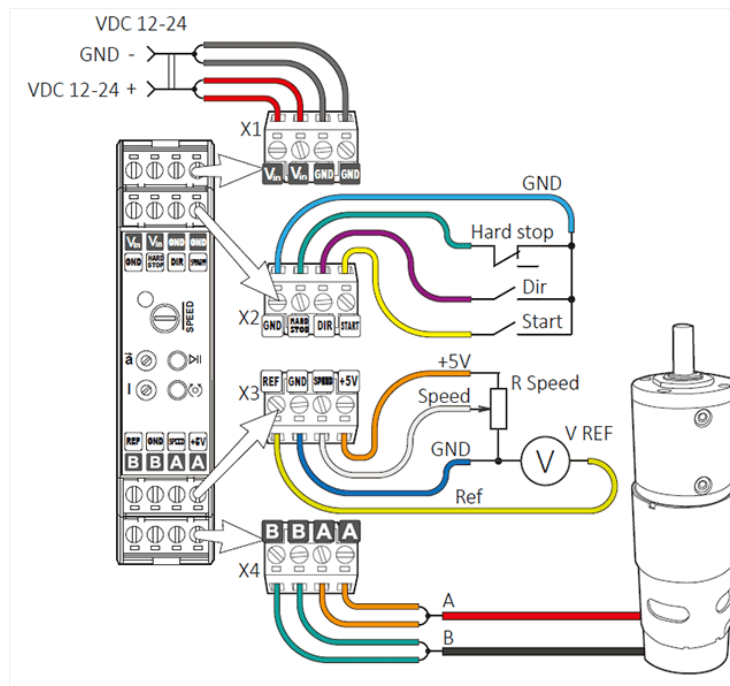 VDC 12-24
GND -
VDC 12-24 +
X1
Vin Vin GND GND
GND
Hard stop
Dir
Start
X2
GND HARD STOP DIR START
Vin Vin GND GND
GND HARD STOP DIR
SPEED
I
REF GND SPEED +5V
B B A A
X3
REF GND SPEED +5V
+5V
R Speed
Speed
V REF
GND
V
Ref
B B A A
X4
A
B